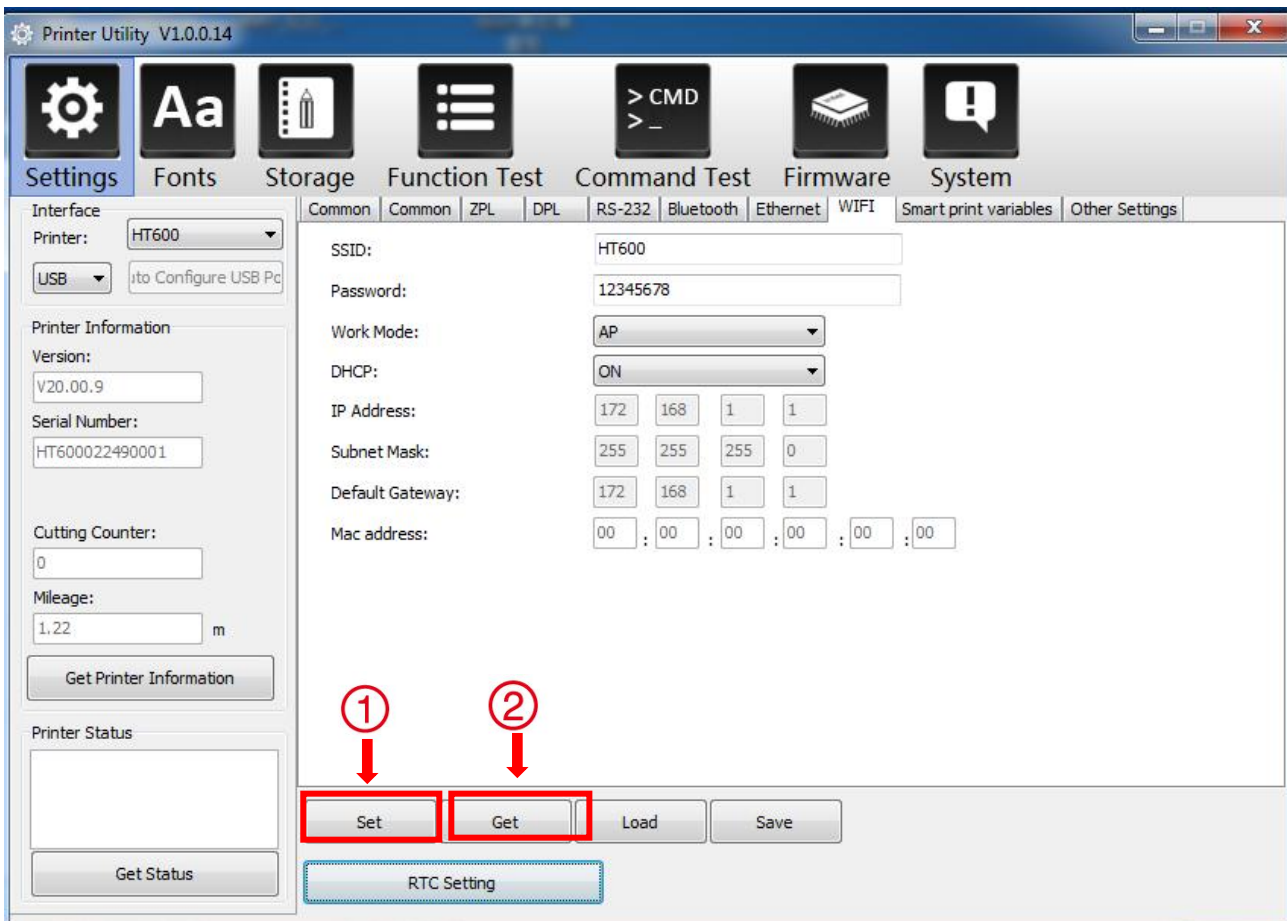 Printer Utility V1.0.0.14
Aa
> CMD
> _
Settings Fonts Storage Function Test Command Test Firmware System
Interface
Printer: HT600
USB uto Configure USB Po
Printer Information
Version:
V20.00.9
Serial Number:
HT600022490001
Cutting Counter:
0
Mileage:
1.22 m
Get Printer Information
Printer Status
Get Status
Common Common ZPL DPL RS-232 Bluetooth Ethernet WIFI Smart print variables Other Settings
SSID: HT600
Password: 12345678
Work Mode: AP
DHCP: ON
IP Address: 172 168 1 1
Subnet Mask: 255 255 255 0
Default Gateway: 172 168 1 1
Mac address: 00 : 00 : 00 : 00 : 00 : 00
① ②
Set Get Load Save
RTC Setting